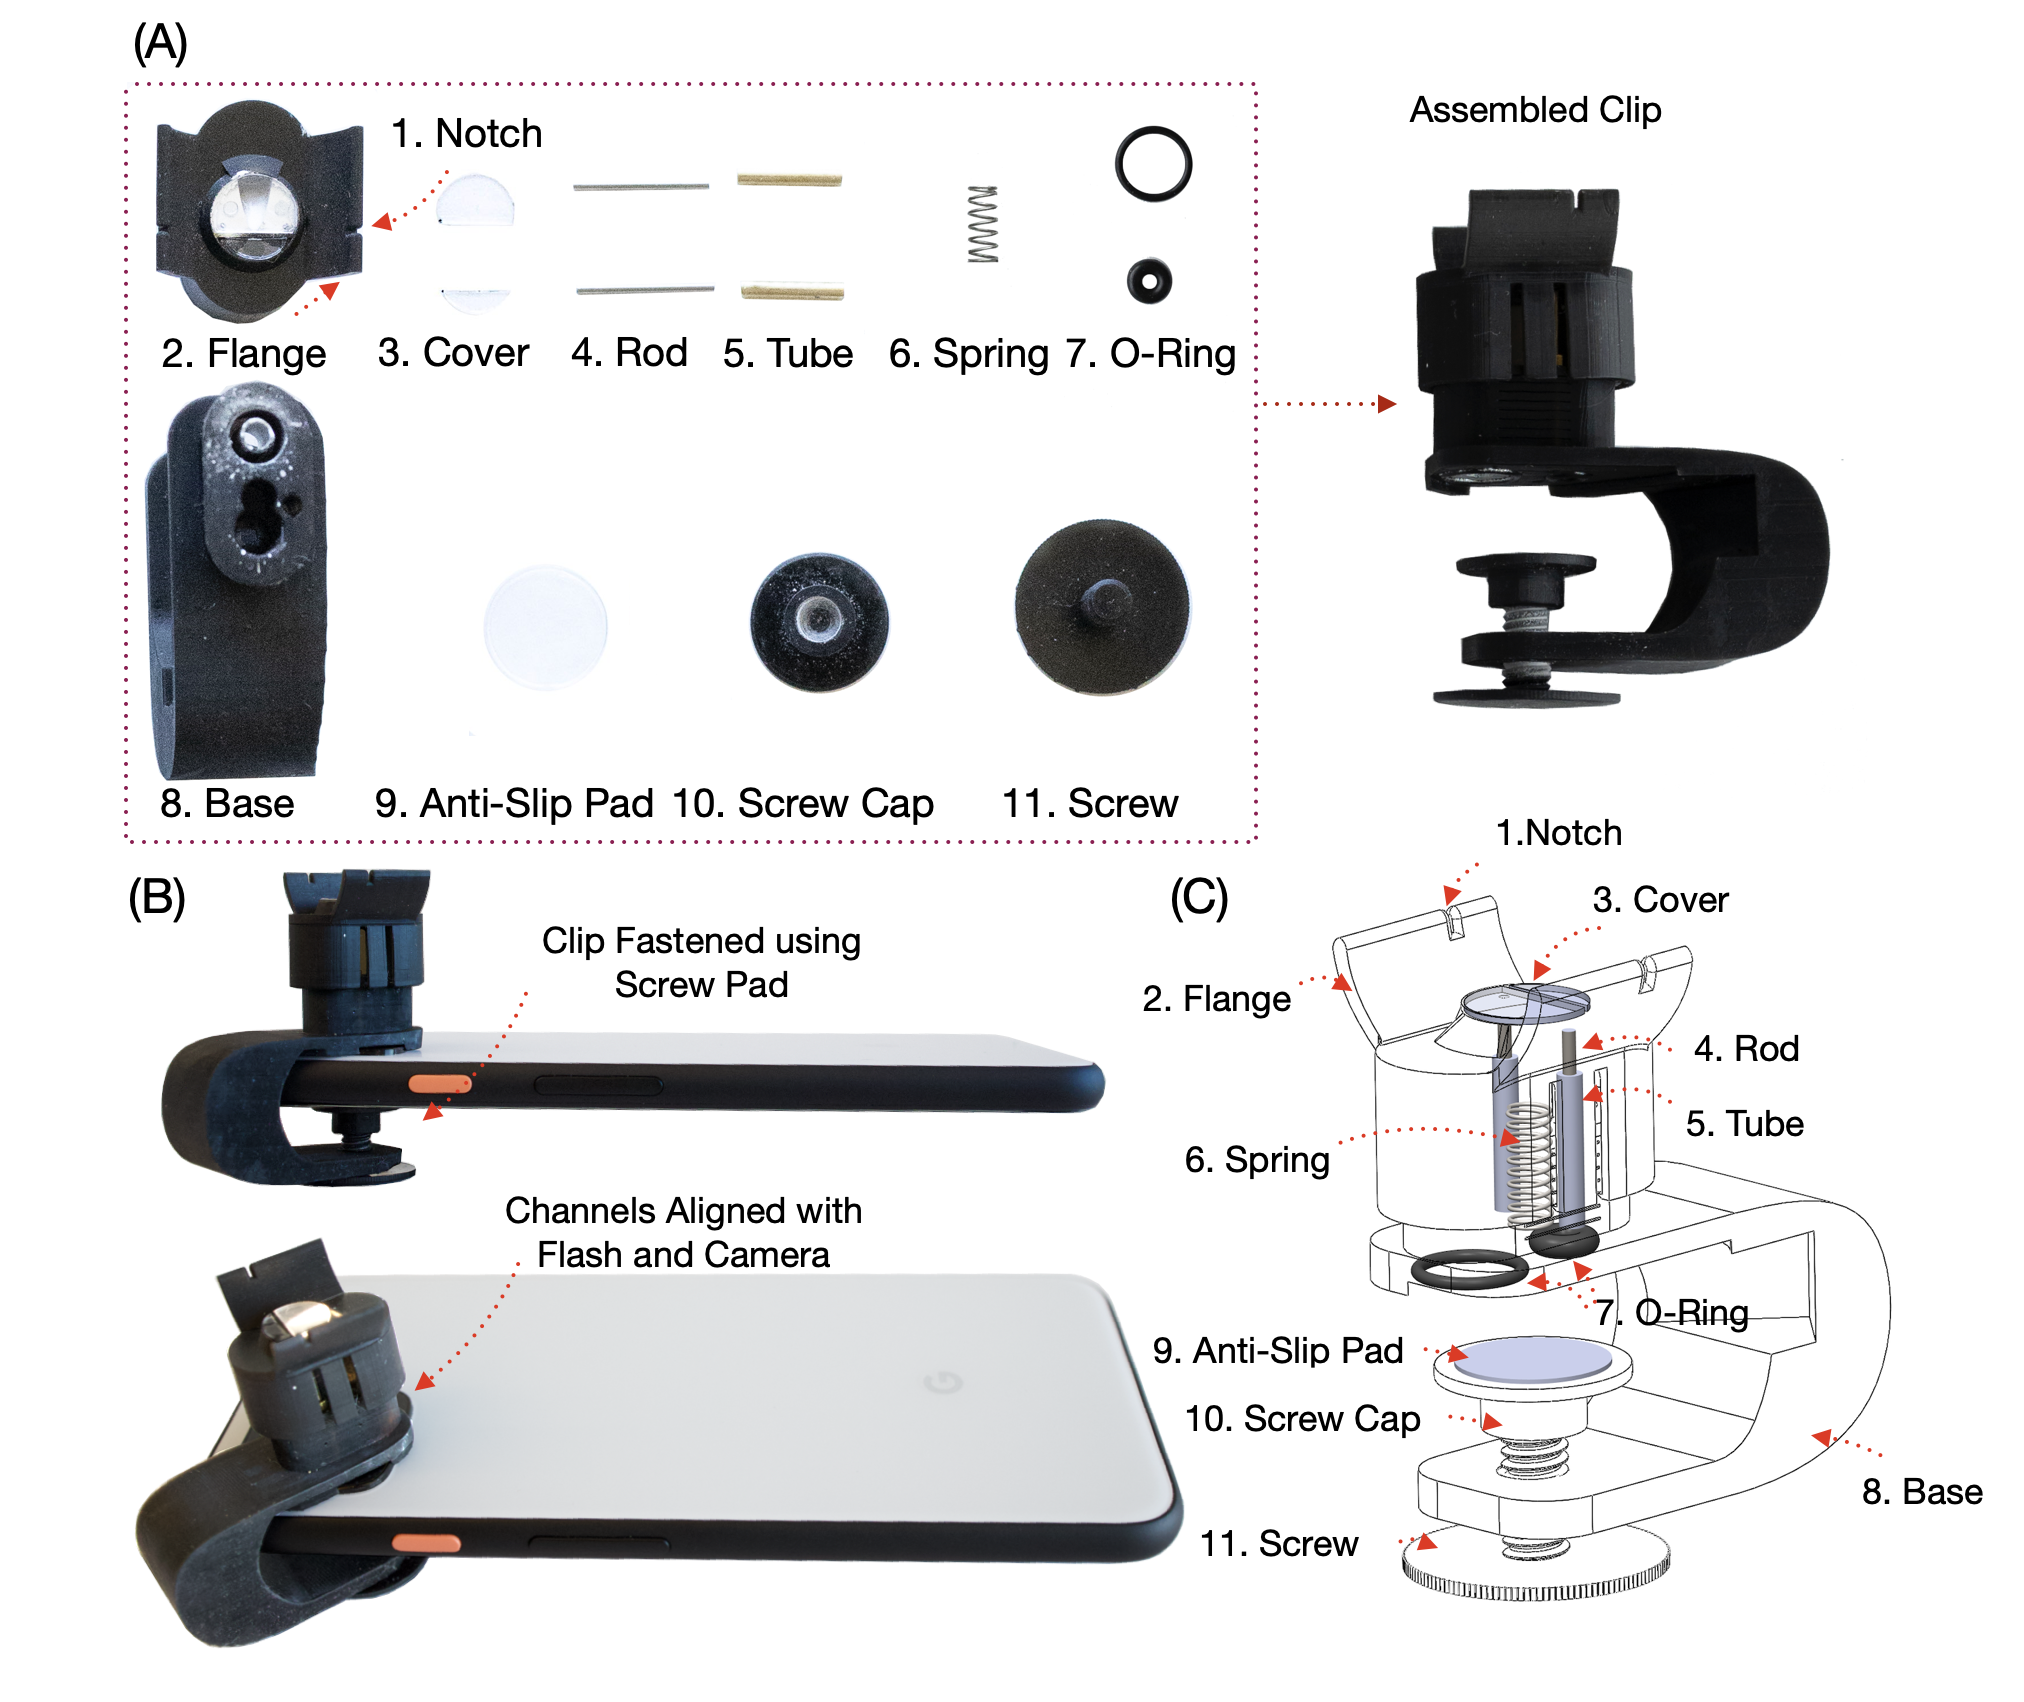 (A)
Assembled Clip
1. Notch
2. Flange
3. Cover
4. Rod
5. Tube
6. Spring
7. O-Ring
8. Base
9. Anti-Slip Pad
10. Screw Cap
11. Screw
(B)
Clip Fastened using
Screw Pad
Channels Aligned with
Flash and Camera
G
(C)
1.Notch
3. Cover
2. Flange
4. Rod
5. Tube
6. Spring
7. O-Ring
9. Anti-Slip Pad
10. Screw Cap
8. Base
11. Screw